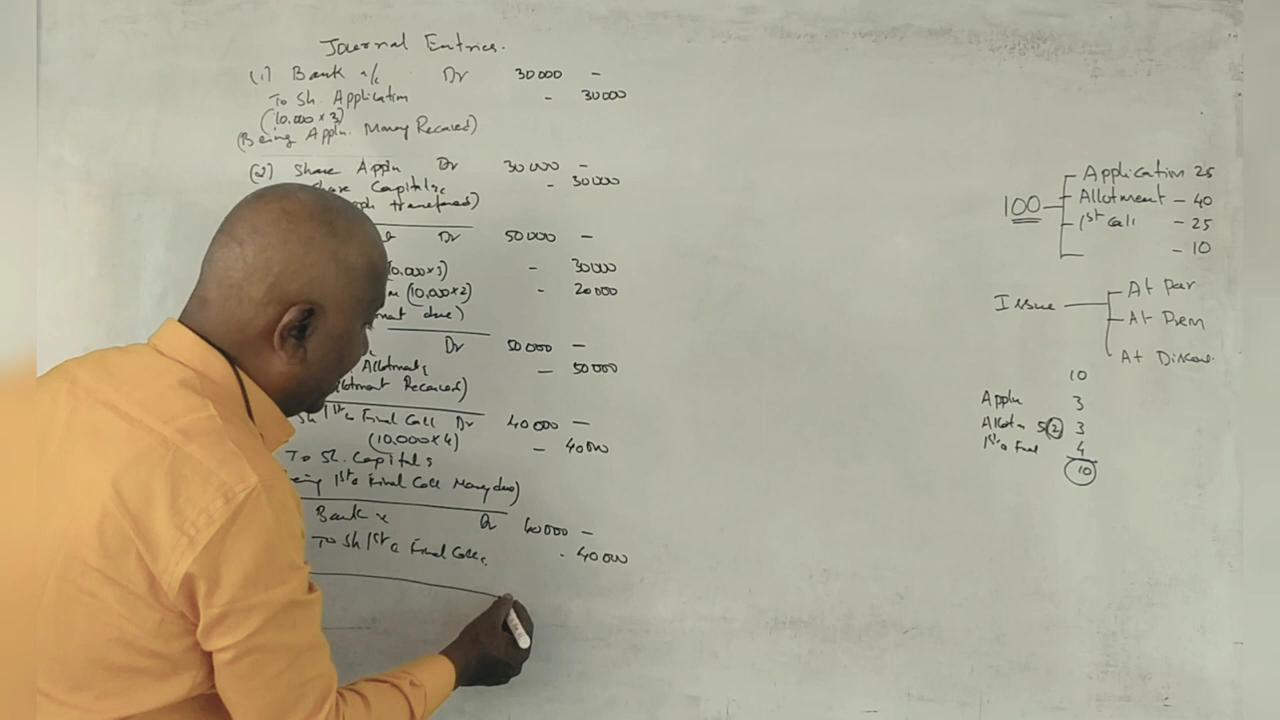 Journal Entries.
(1) Bank a/c Dr 30000 –
To Sh. Application – 30000
(10.000 × 3)
(Being Appln. Money Received)
(2) Share Appln Dr 30000 –
Share Capital – 30000
transferred)
Dr 50000 –
10.000×3) – 30000
(10,000×2) – 20000
due)
Dr 50000 –
Allotment – 50000
Received)
Sh 1st & Final Call Dr 40000 –
(10.000×4) – 40000
To Sh. Capital
1st & Final Call Money due)
Bank Dr 40000 –
To Sh 1st & Final Call - 40000
100
Application 25
Allotment – 40
1st Call – 25
– 10
Issue
At Par
At Prem
At Discou.
10
Appln 3
Allotn 5 (2) 3
1st & Final 4
10